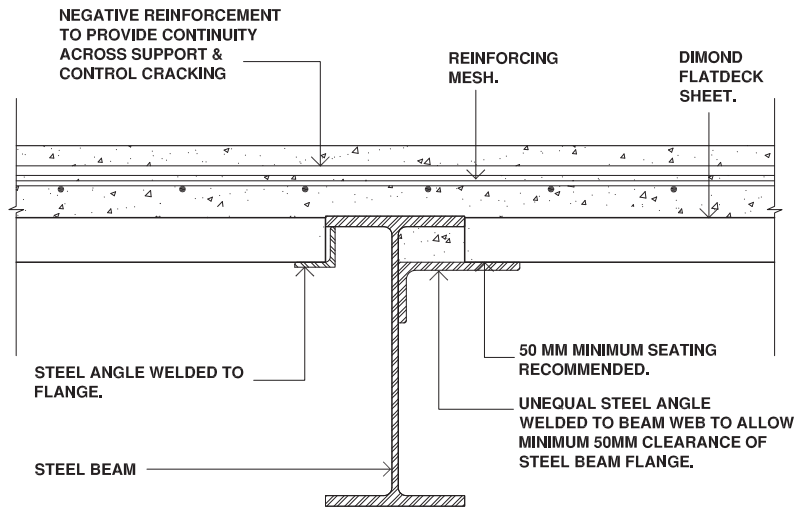 NEGATIVE REINFORCEMENT
TO PROVIDE CONTINUITY
ACROSS SUPPORT &
CONTROL CRACKING
REINFORCING
MESH.
DIMOND
FLATDECK
SHEET.
STEEL ANGLE WELDED TO
FLANGE.
50 MM MINIMUM SEATING
RECOMMENDED.
UNEQUAL STEEL ANGLE
WELDED TO BEAM WEB TO ALLOW
MINIMUM 50MM CLEARANCE OF
STEEL BEAM FLANGE.
STEEL BEAM